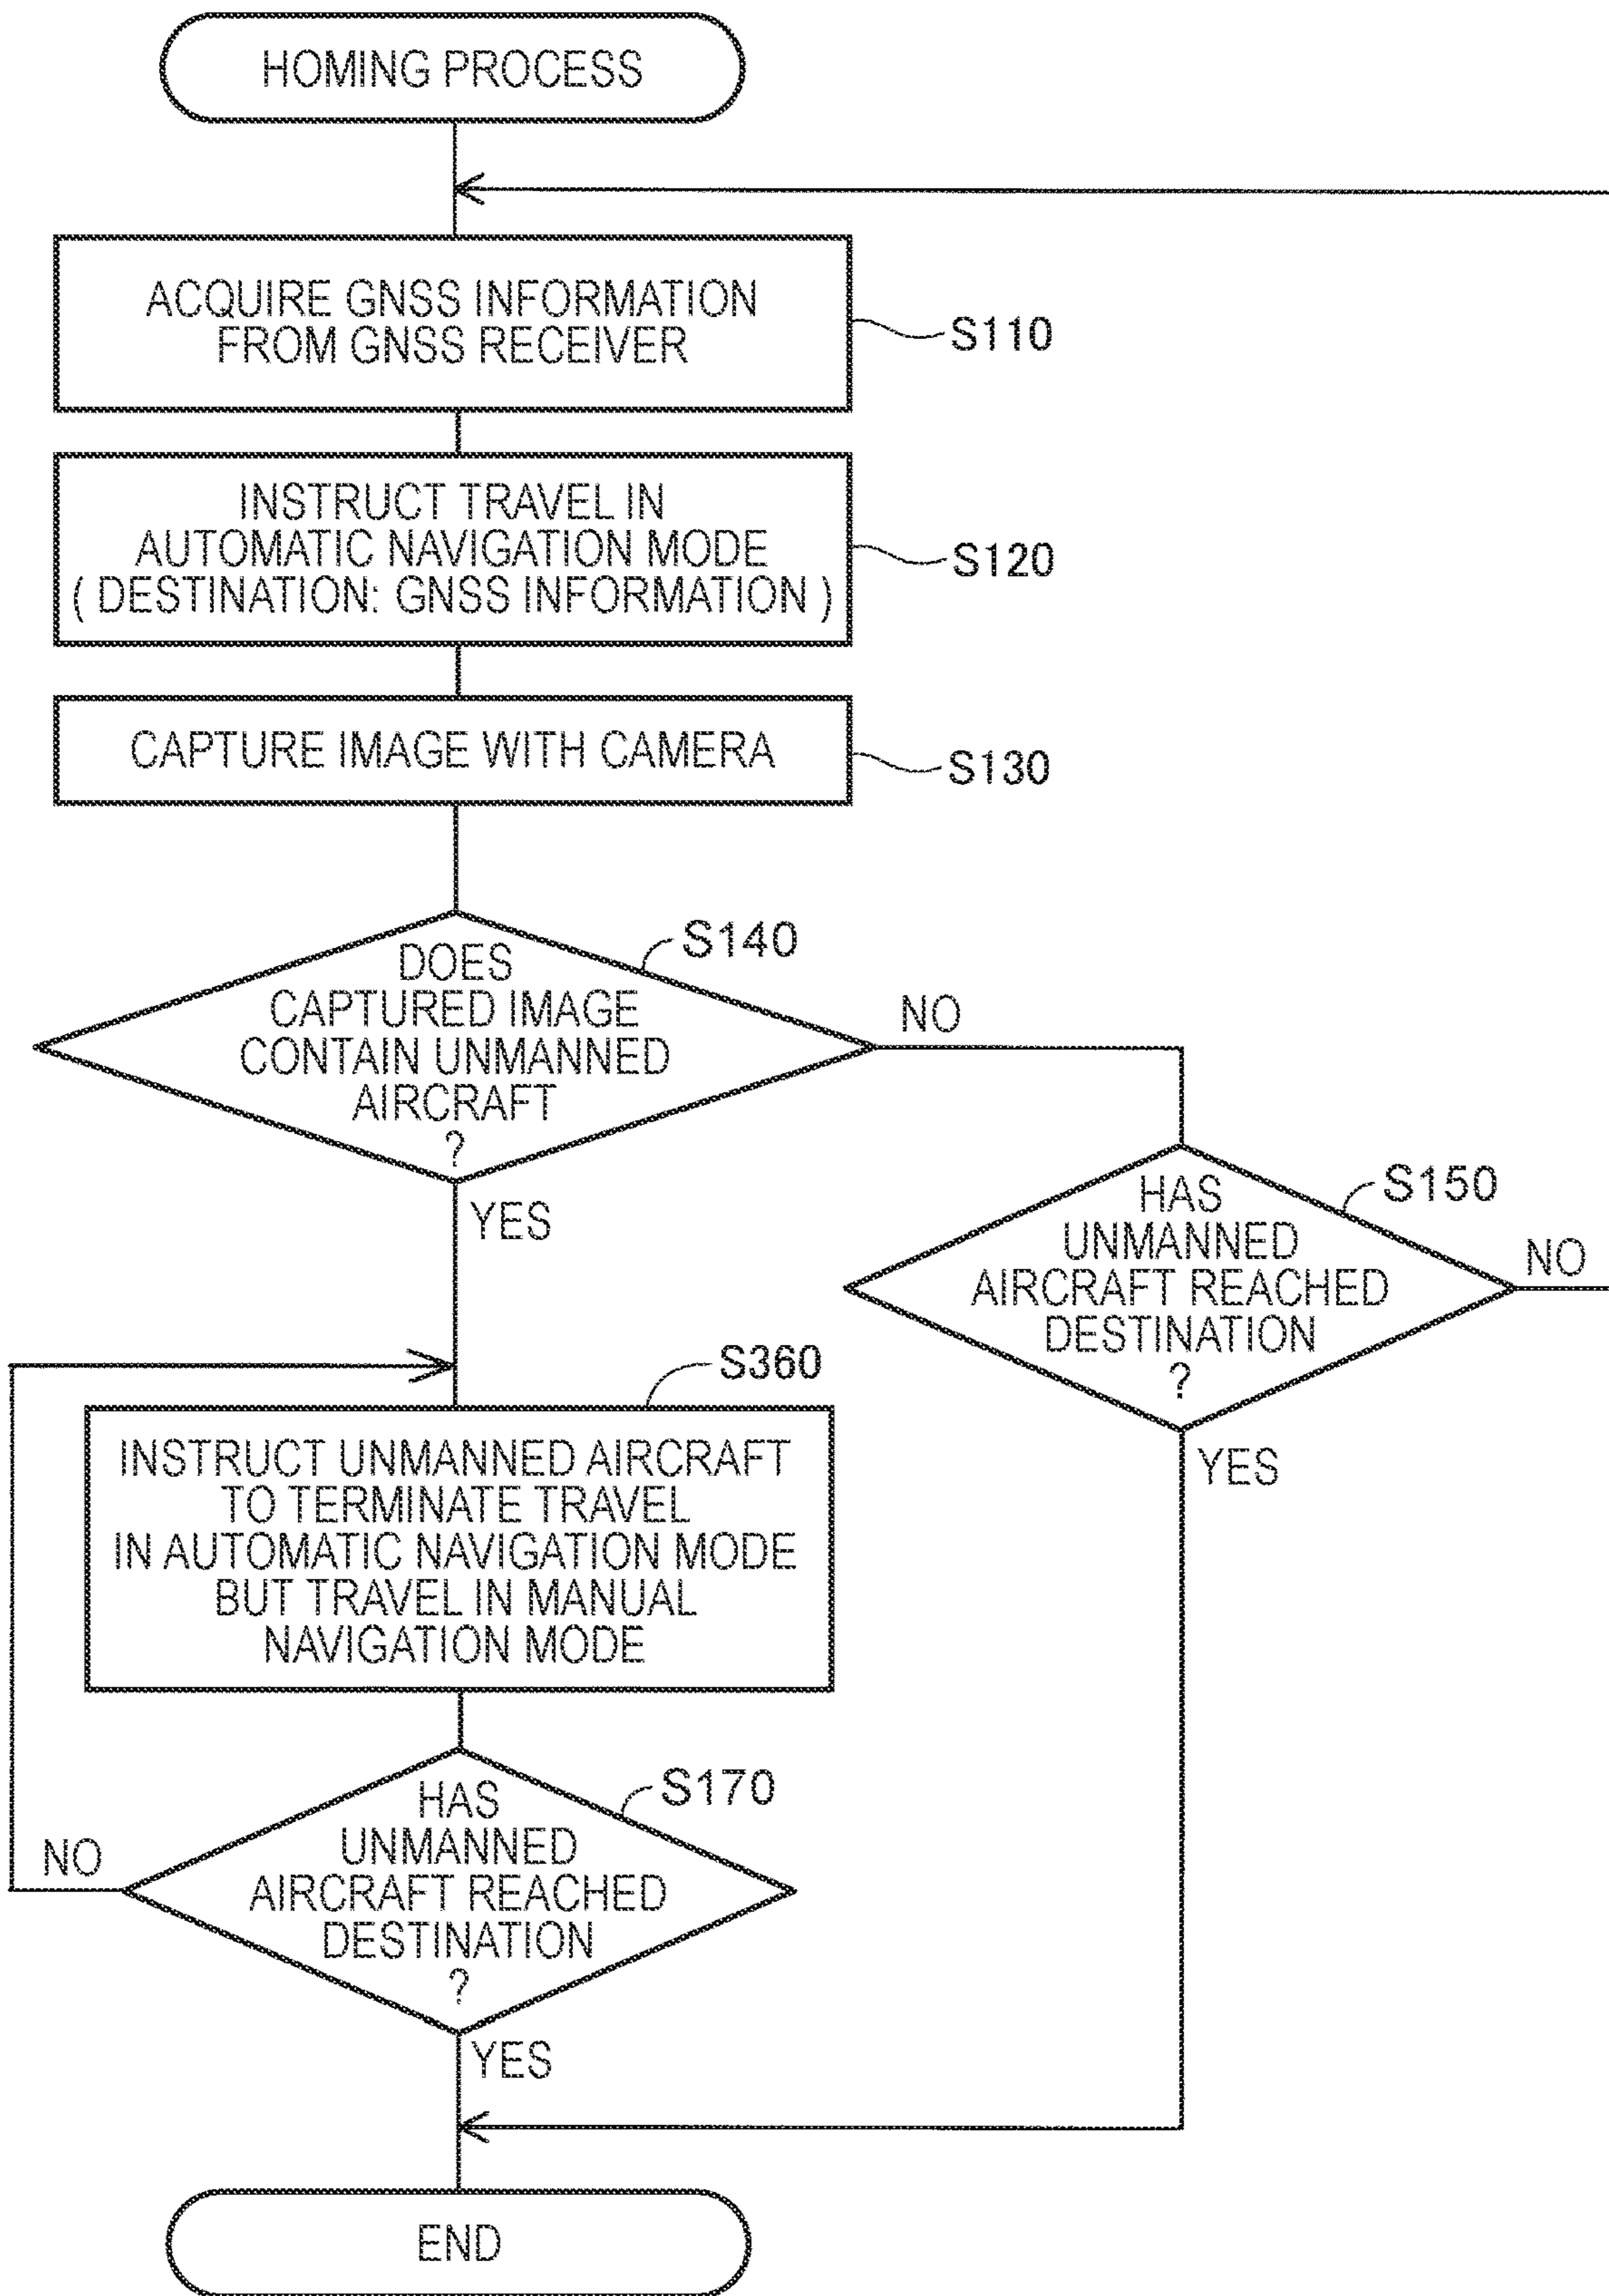 HOMING PROCESS
ACQUIRE GNSS INFORMATION
FROM GNSS RECEIVER
S110
INSTRUCT TRAVEL IN
AUTOMATIC NAVIGATION MODE
( DESTINATION: GNSS INFORMATION )
S120
CAPTURE IMAGE WITH CAMERA
S130
S140
DOES
CAPTURED IMAGE
CONTAIN UNMANNED
AIRCRAFT
?
NO
YES
S150
HAS
UNMANNED
AIRCRAFT REACHED
DESTINATION
?
NO
YES
S360
INSTRUCT UNMANNED AIRCRAFT
TO TERMINATE TRAVEL
IN AUTOMATIC NAVIGATION MODE
BUT TRAVEL IN MANUAL
NAVIGATION MODE
S170
HAS
UNMANNED
AIRCRAFT REACHED
DESTINATION
?
NO
YES
END